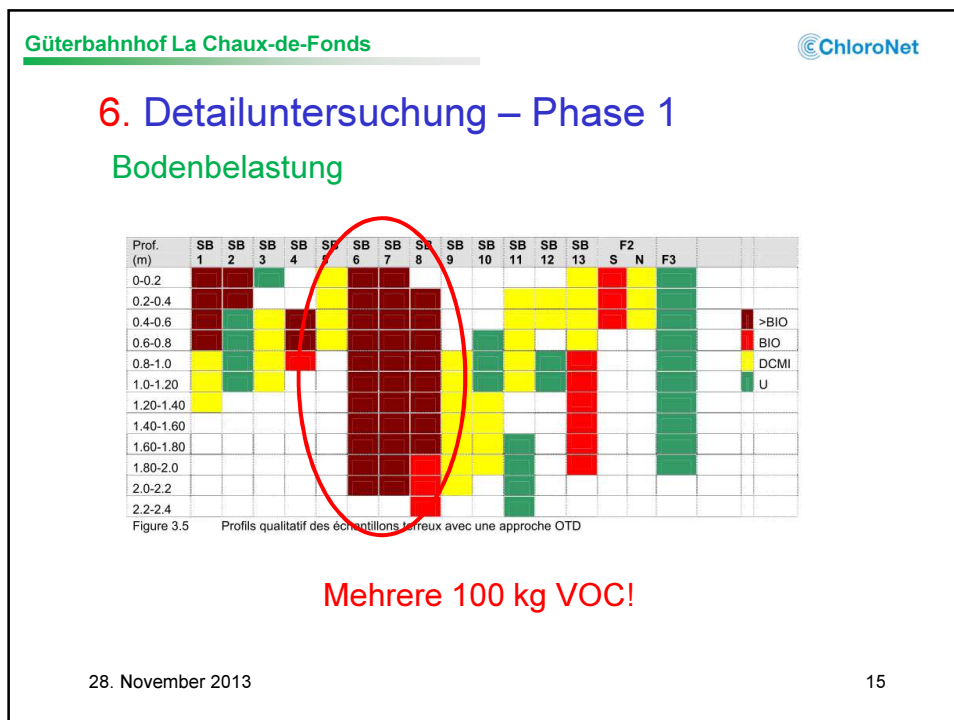 Güterbahnhof La Chaux-de-Fonds
ChloroNet
6. Detailuntersuchung – Phase 1
Bodenbelastung
Prof. (m) SB 1 SB 2 SB 3 SB 4 SB 5 SB 6 SB 7 SB 8 SB 9 SB 10 SB 11 SB 12 SB 13 F2 S N F3
0-0.2
0.2-0.4
0.4-0.6 >BIO
0.6-0.8 BIO
0.8-1.0 DCMI
1.0-1.20 U
1.20-1.40
1.40-1.60
1.60-1.80
1.80-2.0
2.0-2.2
2.2-2.4
Figure 3.5 Profils qualitatif des échantillons terreux avec une approche OTD
Mehrere 100 kg VOC!
28. November 2013 15